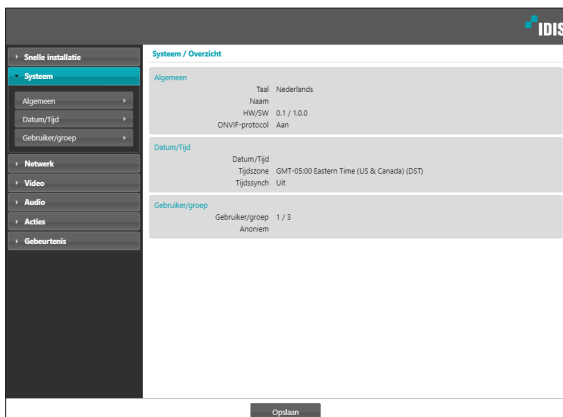 IDIS
Snelle installatie
Systeem
Algemeen
Datum/Tijd
Gebruiker/groep
Netwerk
Video
Audio
Acties
Gebeurtenis
Systeem / Overzicht
Algemeen
Taal Nederlands
Naam
HW/SW 0.1 / 1.0.0
ONVIF-protocol Aan
Datum/Tijd
Datum/Tijd
Tijdszone GMT-05:00 Eastern Time (US & Canada) (DST)
Tijdssynch Uit
Gebruiker/groep
Gebruiker/groep 1 / 3
Anoniem
Opslaan